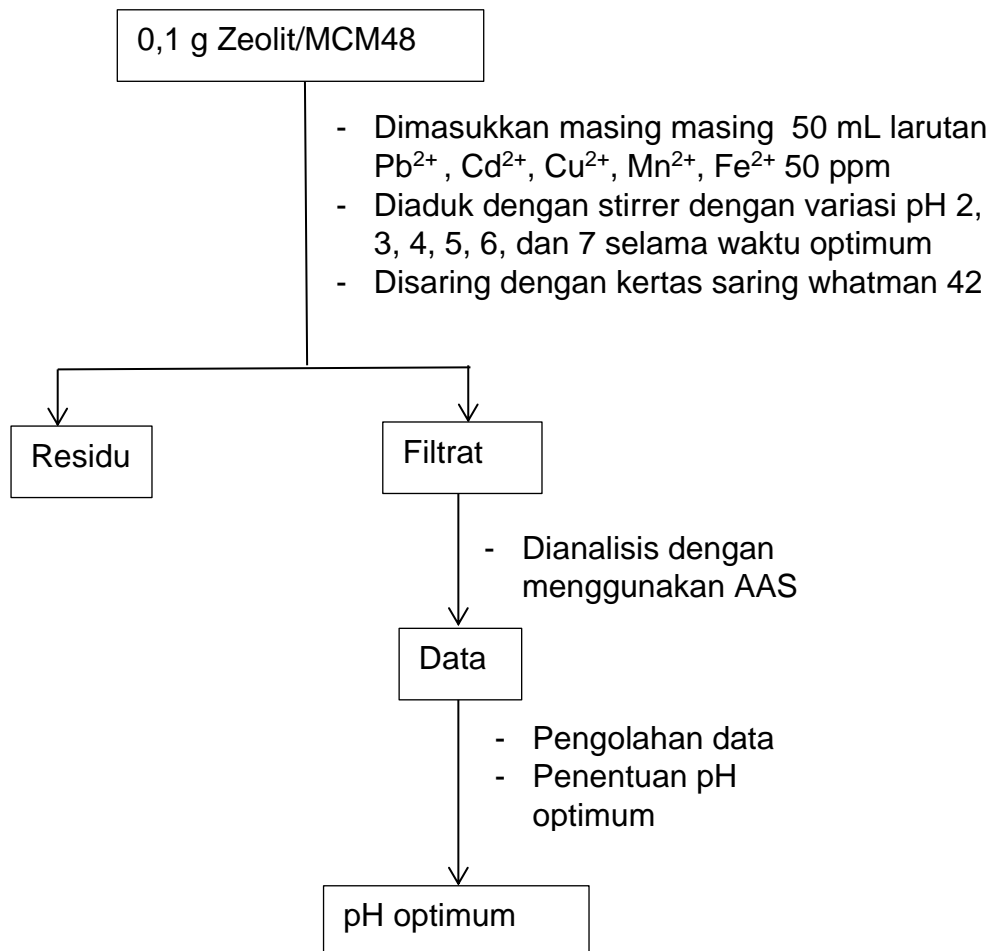 0,1 g Zeolit/MCM48
- Dimasukkan masing masing 50 mL larutan
Pb²⁺ , Cd²⁺, Cu²⁺, Mn²⁺, Fe²⁺ 50 ppm
- Diaduk dengan stirrer dengan variasi pH 2,
3, 4, 5, 6, dan 7 selama waktu optimum
- Disaring dengan kertas saring whatman 42
Residu
Filtrat
- Dianalisis dengan
menggunakan AAS
Data
- Pengolahan data
- Penentuan pH
optimum
pH optimum